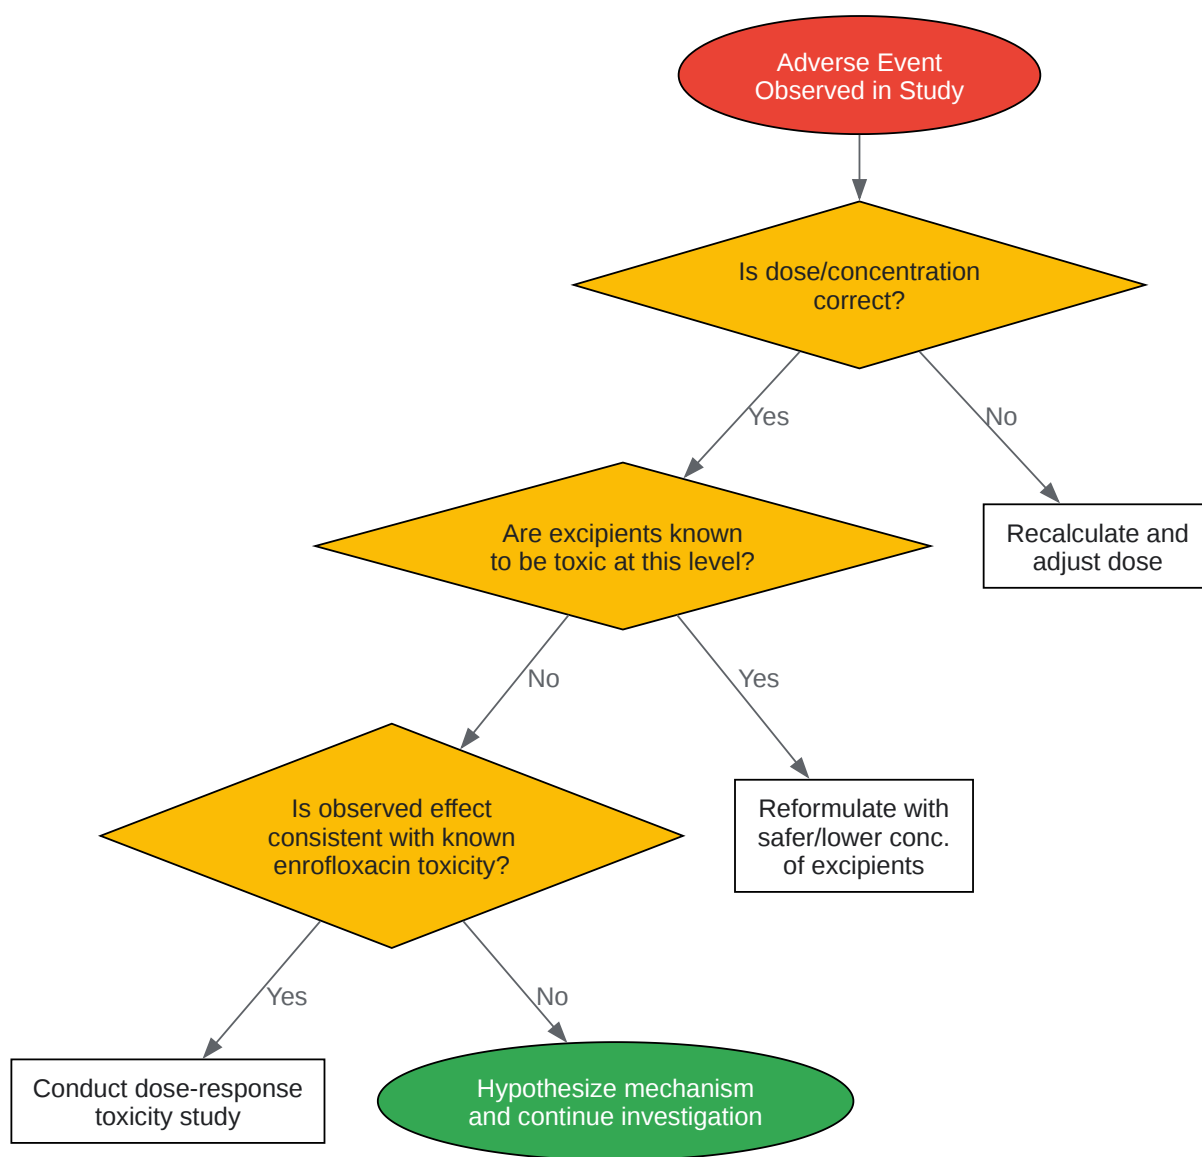 Adverse Event
Observed in Study
Is dose/concentration
correct?
Yes
No
Are excipients known
to be toxic at this level?
Recalculate and
adjust dose
No
Yes
Is observed effect
consistent with known
enrofloxacin toxicity?
Reformulate with
safer/lower conc.
of excipients
Yes
No
Conduct dose-response
toxicity study
Hypothesize mechanism
and continue investigation